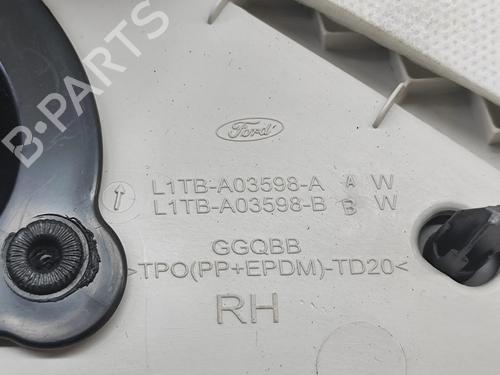 B-PARTS
Ford
L1TB-A03598-A A W
L1TB-A03598-B B W
GGQBB
>TPO(PP+EPDM)-TD20<
RH